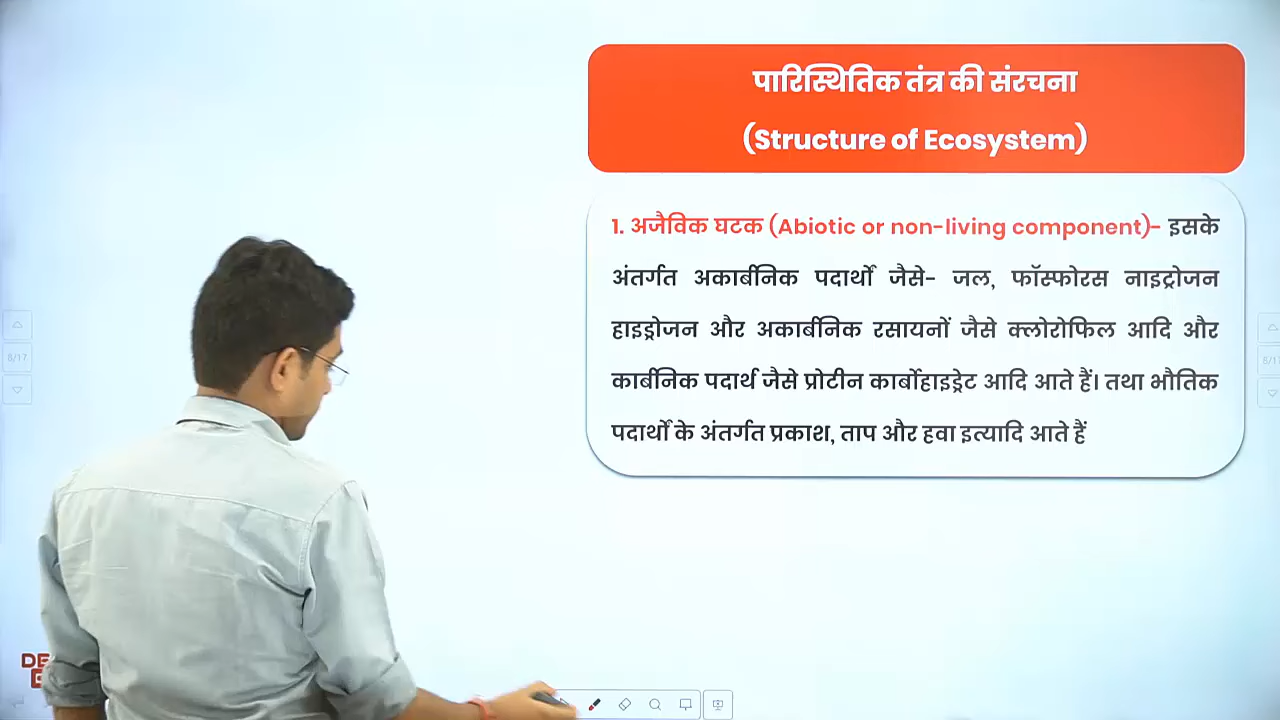 पारिस्थितिक तंत्र की संरचना
(Structure of Ecosystem)
1. अजैविक घटक (Abiotic or non-living component)- इसके
अंतर्गत अकार्बनिक पदार्थों जैसे- जल, फॉस्फोरस नाइट्रोजन
हाइड्रोजन और अकार्बनिक रसायनों जैसे क्लोरोफिल आदि और
कार्बनिक पदार्थ जैसे प्रोटीन कार्बोहाइड्रेट आदि आते हैं। तथा भौतिक
पदार्थों के अंतर्गत प्रकाश, ताप और हवा इत्यादि आते हैं
8/17